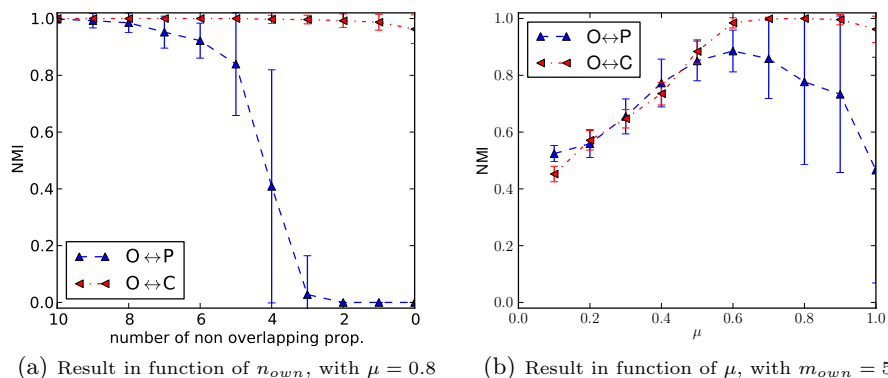 1.0
0.8
0.6
0.4
0.2
0.0
NMI
O↔P
O↔C
10 8 6 4 2 0
number of non overlapping prop.
(a) Result in function of n_own, with μ = 0.8
1.0
0.8
0.6
0.4
0.2
0.0
NMI
O↔P
O↔C
0.0 0.2 0.4 0.6 0.8 1.0
μ
(b) Result in function of μ, with m_own = 5